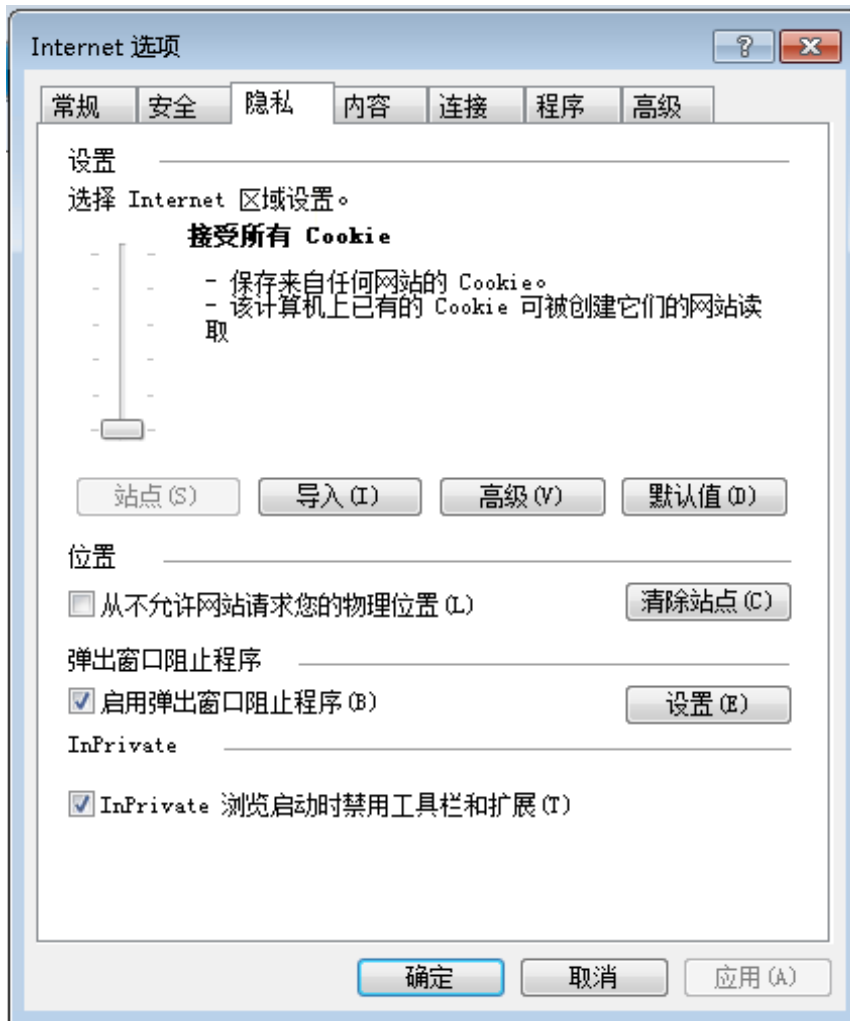 Internet 选项
常规 安全 隐私 内容 连接 程序 高级
设置
选择 Internet 区域设置。
接受所有 Cookie
- 保存来自任何网站的 Cookie。
- 该计算机上已有的 Cookie 可被创建它们的网站读
取
站点(S) 导入(I) 高级(V) 默认值(D)
位置
从不允许网站请求您的物理位置(L) 清除站点(C)
弹出窗口阻止程序
启用弹出窗口阻止程序(B) 设置(E)
InPrivate
InPrivate 浏览启动时禁用工具栏和扩展(T)
确定 取消 应用(A)